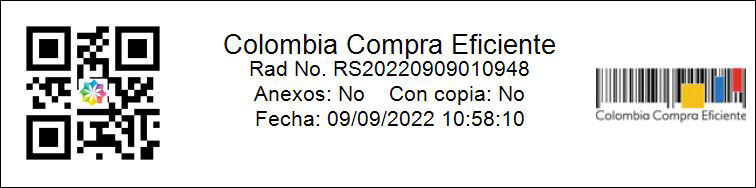 Colombia Compra Eficiente
Rad No. RS20220909010948
Anexos: No    Con copia: No
Fecha: 09/09/2022 10:58:10
Colombia Compra Eficiente